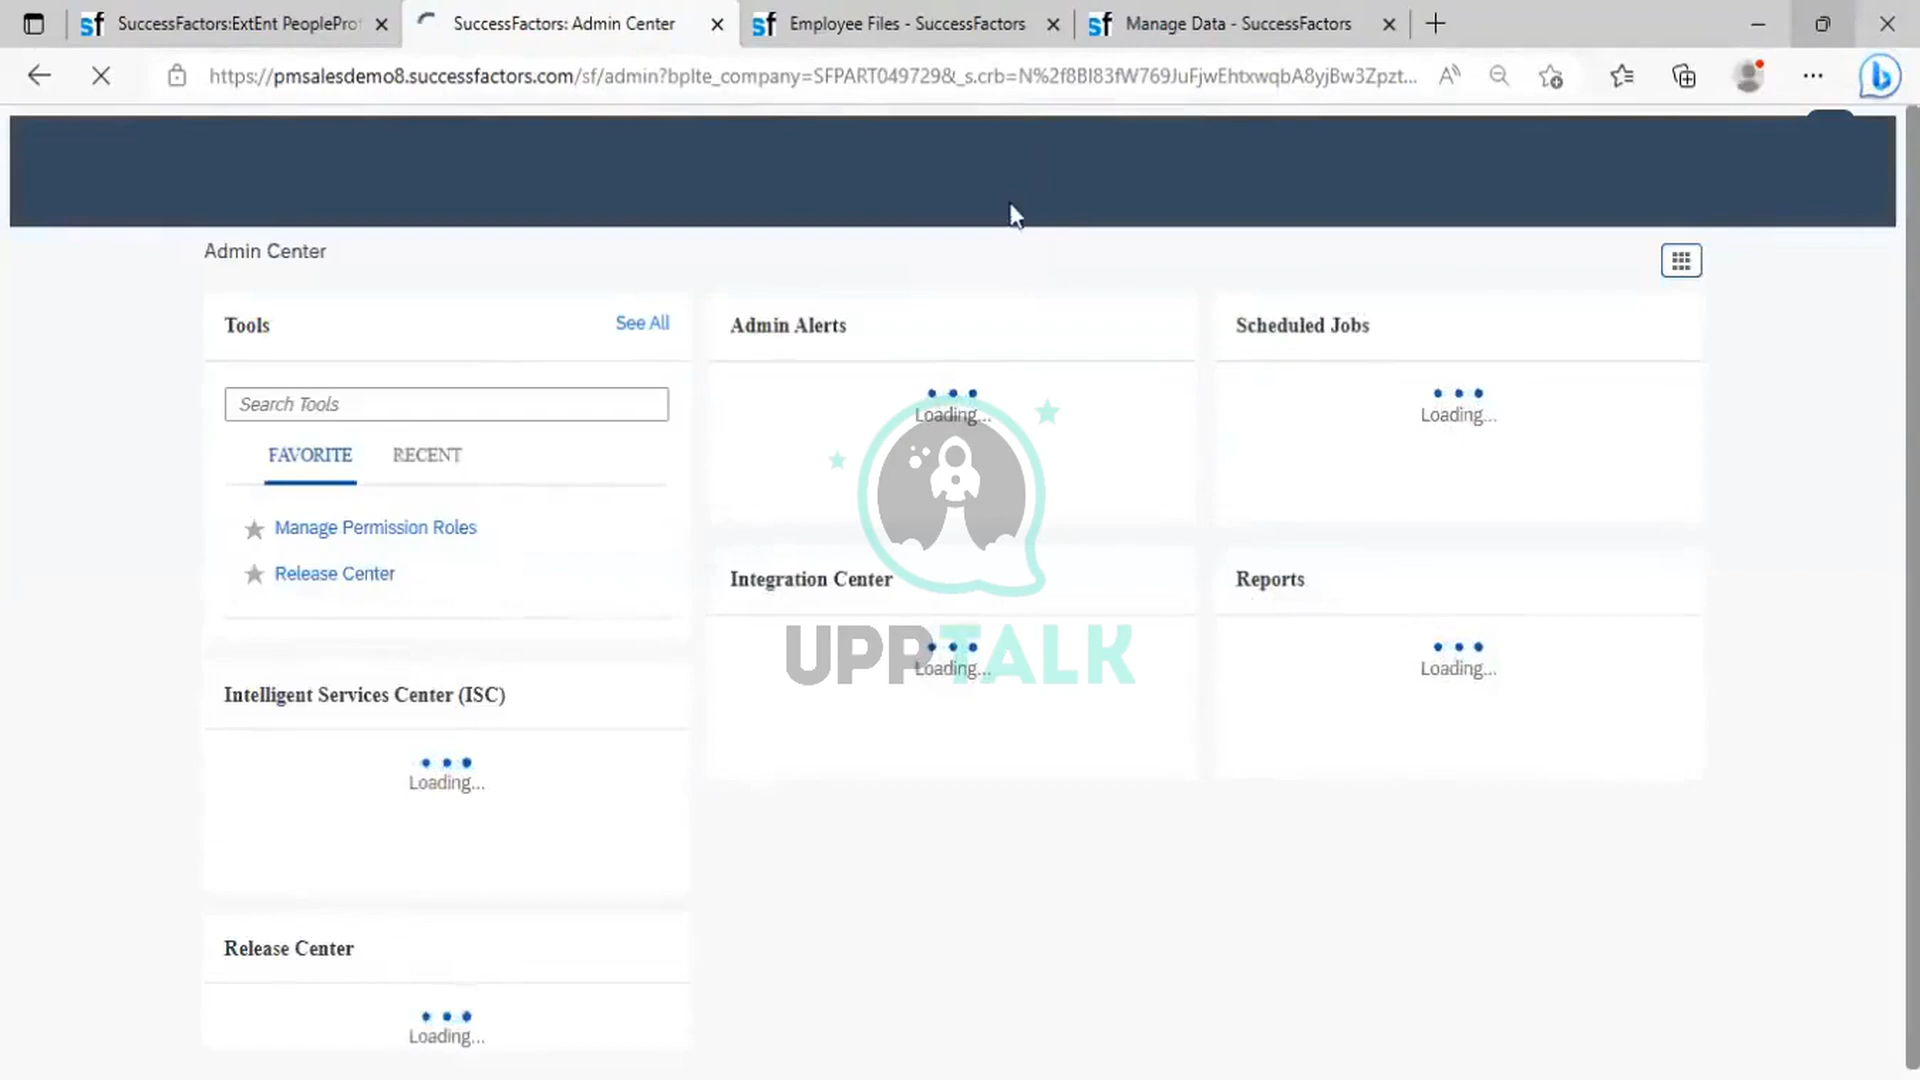 SuccessFactors:ExtEnt PeoplePro
SuccessFactors: Admin Center
Employee Files - SuccessFactors
Manage Data - SuccessFactors
https://pmsalesdemo8.successfactors.com/sf/admin?bplte_company=SFPART049729&_s.crb=N%2f8BI83fW769JuFjwEhtxwqbA8yjBw3Zpzt...
Admin Center
Tools
See All
Search Tools
FAVORITE
RECENT
Manage Permission Roles
Release Center
Admin Alerts
Loading...
Scheduled Jobs
Loading...
Integration Center
Loading...
Reports
Loading...
UPPTALK
Intelligent Services Center (ISC)
Loading...
Release Center
Loading...